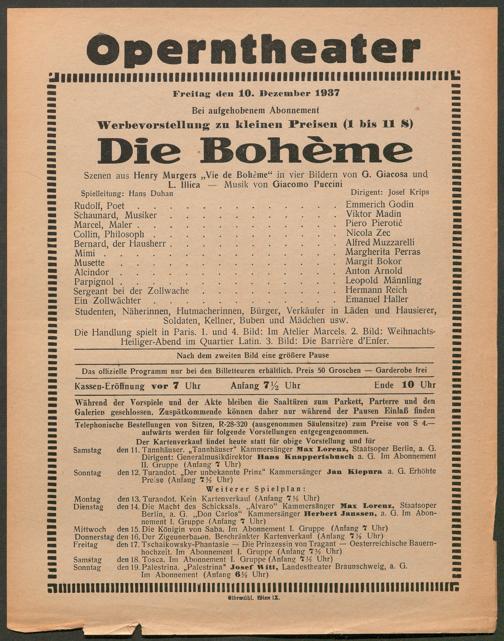 Operntheater
Freitag den 10. Dezember 1937
Bei aufgehobenem Abonnement
Werbevorstellung zu kleinen Preisen (1 bis 11 S)
Die Bohème
Szenen aus Henry Murgers „Vie de Bohème“ in vier Bildern von G. Giacosa und
L. Illica — Musik von Giacomo Puccini
Spielleitung: Hans Duhan Dirigent: Josef Krips
Rudolf, Poet . . . . . . . . . . Emmerich Godin
Schaunard, Musiker . . . . . . . . . . Viktor Madin
Marcel, Maler . . . . . . . . . . Piero Pierotić
Collin, Philosoph . . . . . . . . . . Nicola Zec
Bernard, der Hausherr . . . . . . . . . . Alfred Muzzarelli
Mimi . . . . . . . . . . Margherita Perras
Musette . . . . . . . . . . Margit Bokor
Alcindor . . . . . . . . . . Anton Arnold
Parpignol . . . . . . . . . . Leopold Männling
Sergeant bei der Zollwache . . . . . . . . . . Hermann Reich
Ein Zollwächter . . . . . . . . . . Emanuel Haller
Studenten, Näherinnen, Hutmacherinnen, Bürger, Verkäufer in Läden und Hausierer,
Soldaten, Kellner, Buben und Mädchen usw.
Die Handlung spielt in Paris. 1. und 4. Bild: Im Atelier Marcels. 2. Bild: Weihnachts-
Heiliger-Abend im Quartier Latin. 3. Bild: Die Barrière d'Enfer.
Nach dem zweiten Bild eine größere Pause
Das offizielle Programm nur bei den Billetteuren erhältlich. Preis 50 Groschen — Garderobe frei
Kassen-Eröffnung vor 7 Uhr Anfang 7½ Uhr Ende 10 Uhr
Während der Vorspiele und der Akte bleiben die Saaltüren zum Parkett, Parterre und den
Galerien geschlossen. Zuspätkommende können daher nur während der Pausen Einlaß finden
Telephonische Bestellungen von Sitzen, R-28-320 (ausgenommen Säulensitze) zum Preise von S 4.—
aufwärts werden für folgende Vorstellungen entgegengenommen.
Der Kartenverkauf findet heute statt für obige Vorstellung und für
Samstag den 11. Tannhäuser. „Tannhäuser“ Kammersänger Max Lorenz, Staatsoper Berlin, a. G.
Dirigent: Generalmusikdirektor Hans Knappertsbusch a. G. Im Abonnement
II. Gruppe (Anfang 7 Uhr)
Sonntag den 12. Turandot. „Der unbekannte Prinz“ Kammersänger Jan Kiepura a. G. Erhöhte
Preise (Anfang 7½ Uhr)
Weiterer Spielplan:
Montag den 13. Turandot. Kein Kartenverkauf (Anfang 7½ Uhr)
Dienstag den 14. Die Macht des Schicksals. „Alvaro“ Kammersänger Max Lorenz, Staatsoper
Berlin, a. G. „Don Carlos“ Kammersänger Herbert Janssen, a. G. Im Abon-
nement I. Gruppe (Anfang 7 Uhr)
Mittwoch den 15. Die Königin von Saba. Im Abonnement I. Gruppe (Anfang 7 Uhr)
Donnerstag den 16. Der Zigeunerbaron. Beschränkter Kartenverkauf (Anfang 7½ Uhr)
Freitag den 17. Tschaikowsky-Phantasie — Die Prinzessin von Tragant — Oesterreichische Bauern-
hochzeit. Im Abonnement I. Gruppe (Anfang 7½ Uhr)
Samstag den 18. Tosca. Im Abonnement I. Gruppe (Anfang 7½ Uhr)
Sonntag den 19. Palestrina. „Palestrina“ Josef Witt, Landestheater Braunschweig, a. G.
Im Abonnement (Anfang 6½ Uhr)
Elbemühl, Wien IX.